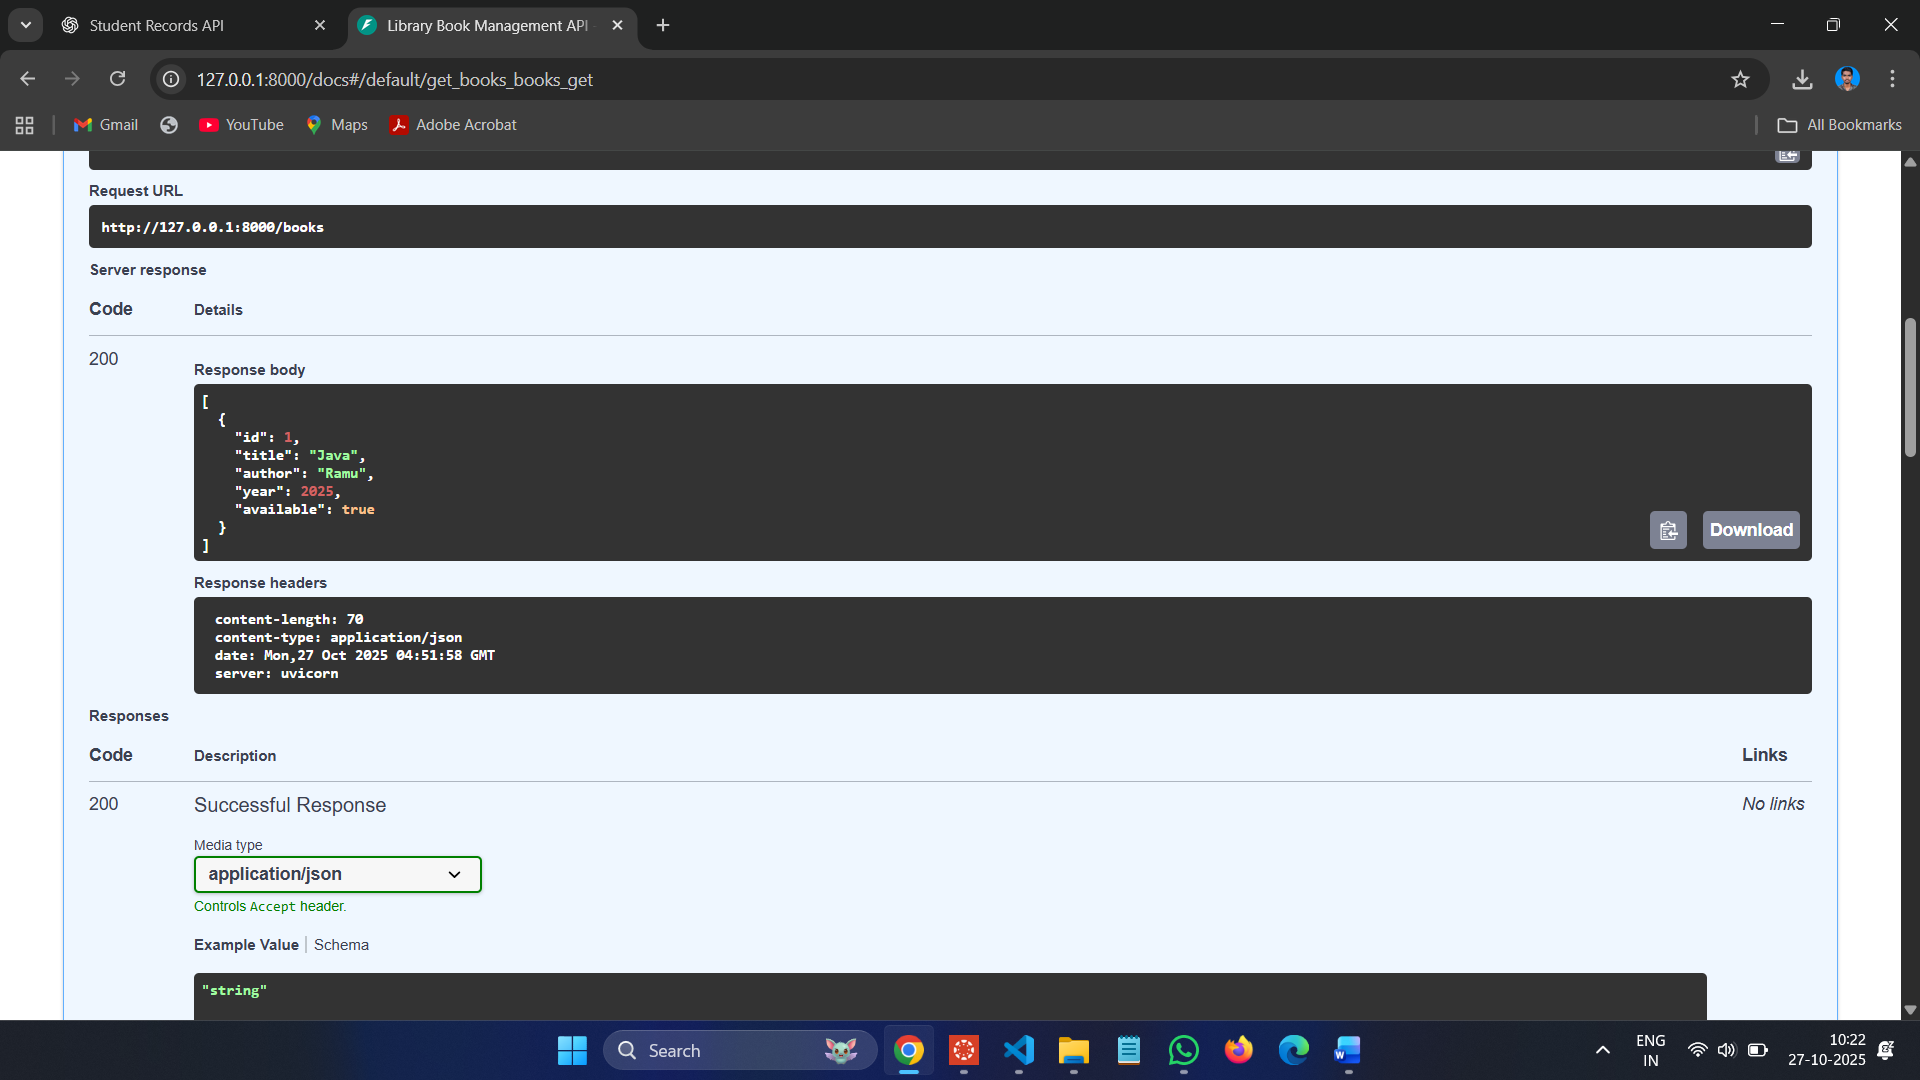 Student Records API
Library Book Management API
127.0.0.1:8000/docs#/default/get_books_books_get
Gmail
YouTube
Maps
Adobe Acrobat
All Bookmarks
Request URL
http://127.0.0.1:8000/books
Server response
Code Details
200
Response body
[
{
"id": 1,
"title": "Java",
"author": "Ramu",
"year": 2025,
"available": true
}
]
Download
Response headers
content-length: 70
content-type: application/json
date: Mon,27 Oct 2025 04:51:58 GMT
server: uvicorn
Responses
Code Description Links
200 Successful Response No links
Media type
application/json
Controls Accept header.
Example Value Schema
"string"
Search
ENG
IN
10:22
27-10-2025